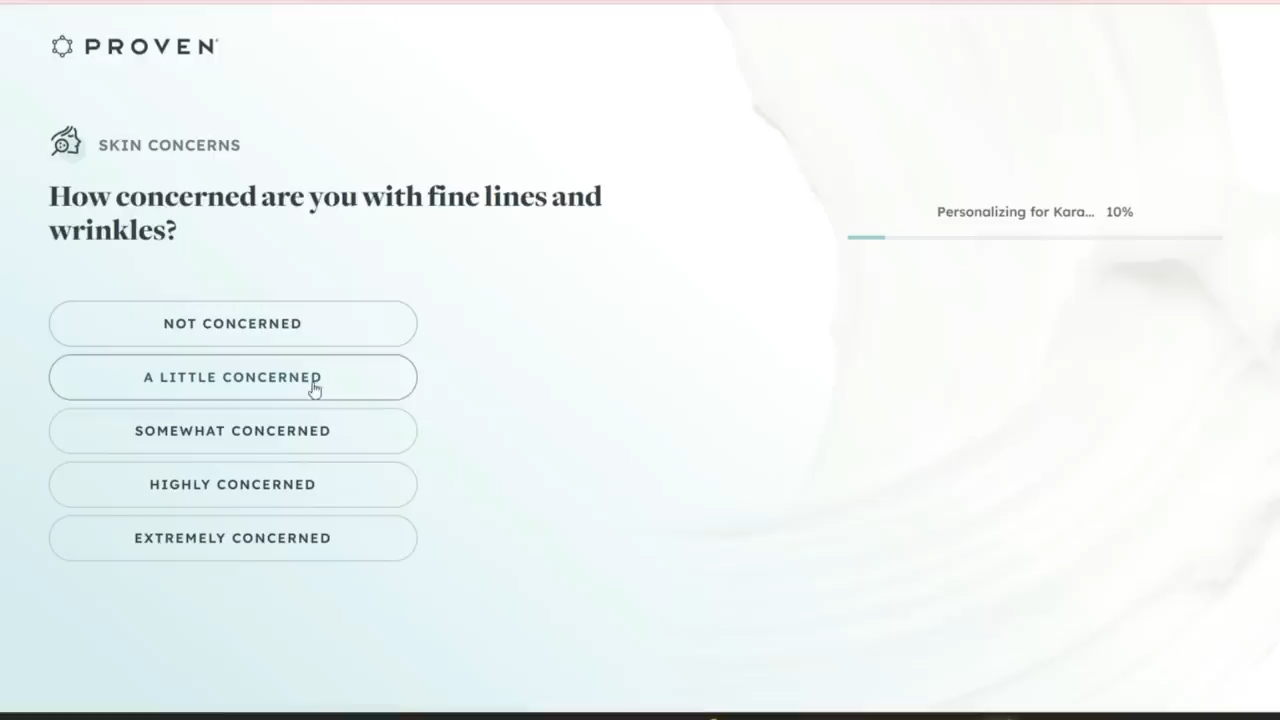 PROVEN
SKIN CONCERNS
How concerned are you with fine lines and
wrinkles?
Personalizing for Kara... 10%
NOT CONCERNED
A LITTLE CONCERNED
SOMEWHAT CONCERNED
HIGHLY CONCERNED
EXTREMELY CONCERNED